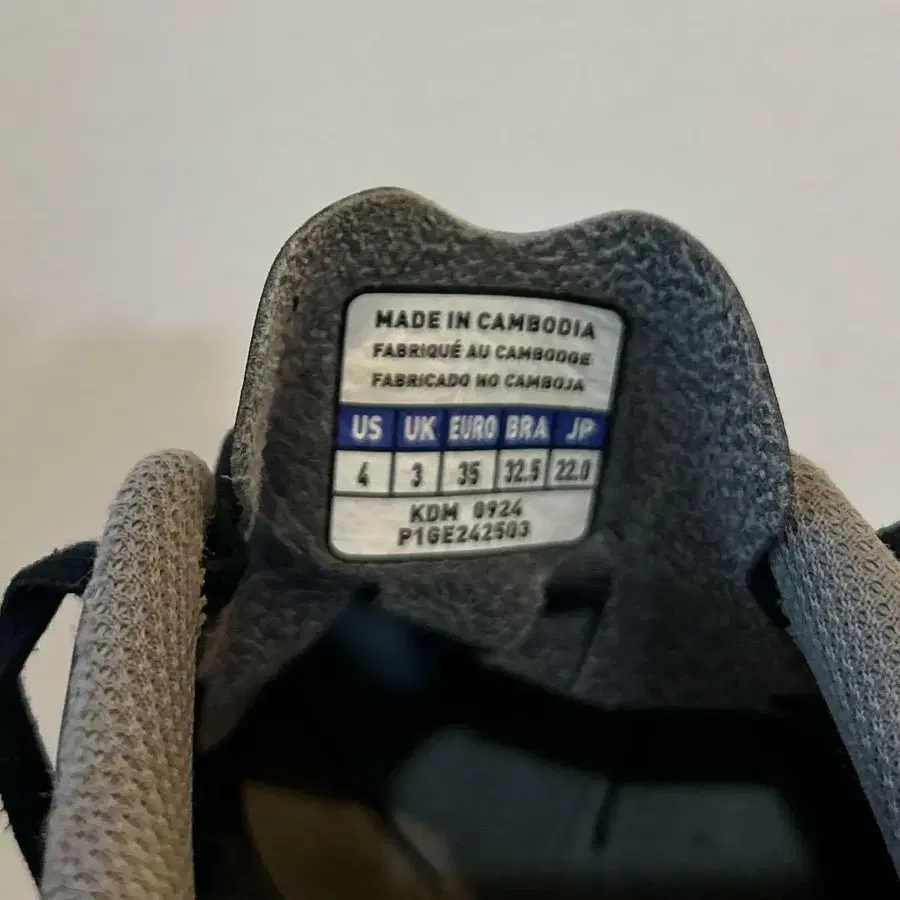 MADE IN CAMBODIA
FABRIQUÉ AU CAMBODGE
FABRICADO NO CAMBOJA
US UK EURO BRA JP
4 3 35 32.5 22.0
KDM 0924
P1GE242503